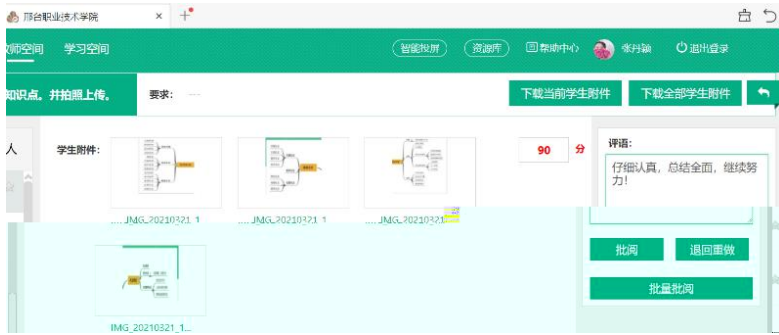 邢台职业技术学院
教师空间 学习空间 智能投屏 资源库 帮助中心 张丹颖 退出登录
知识点。并拍照上传。 要求: 下载当前学生附件 下载全部学生附件
人 学生附件: 90 分 评语:
仔细认真，总结全面，继续努
力!
....IMG_20210321_1 ....IMG_20210321_1 ....IMG_20210321
批阅 退回重做
批量批阅
IMG_20210321_1...